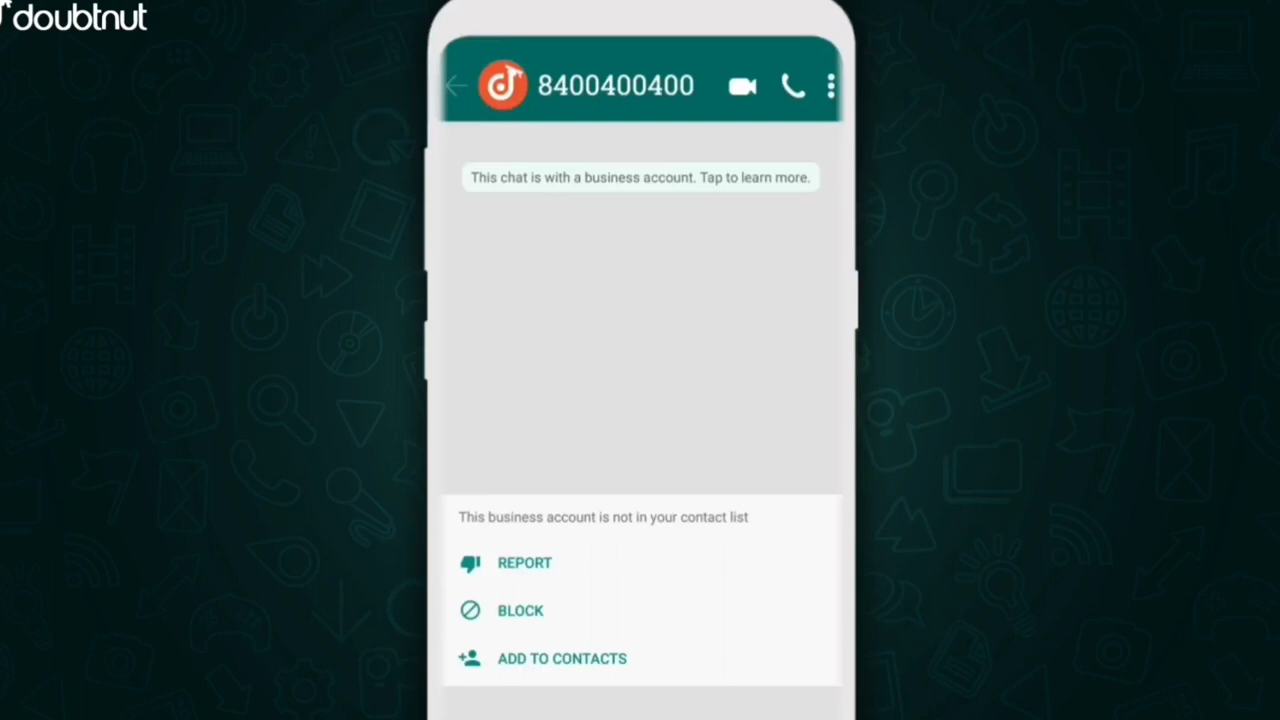 doubtnut
8400400400
This chat is with a business account. Tap to learn more.
This business account is not in your contact list
REPORT
BLOCK
ADD TO CONTACTS